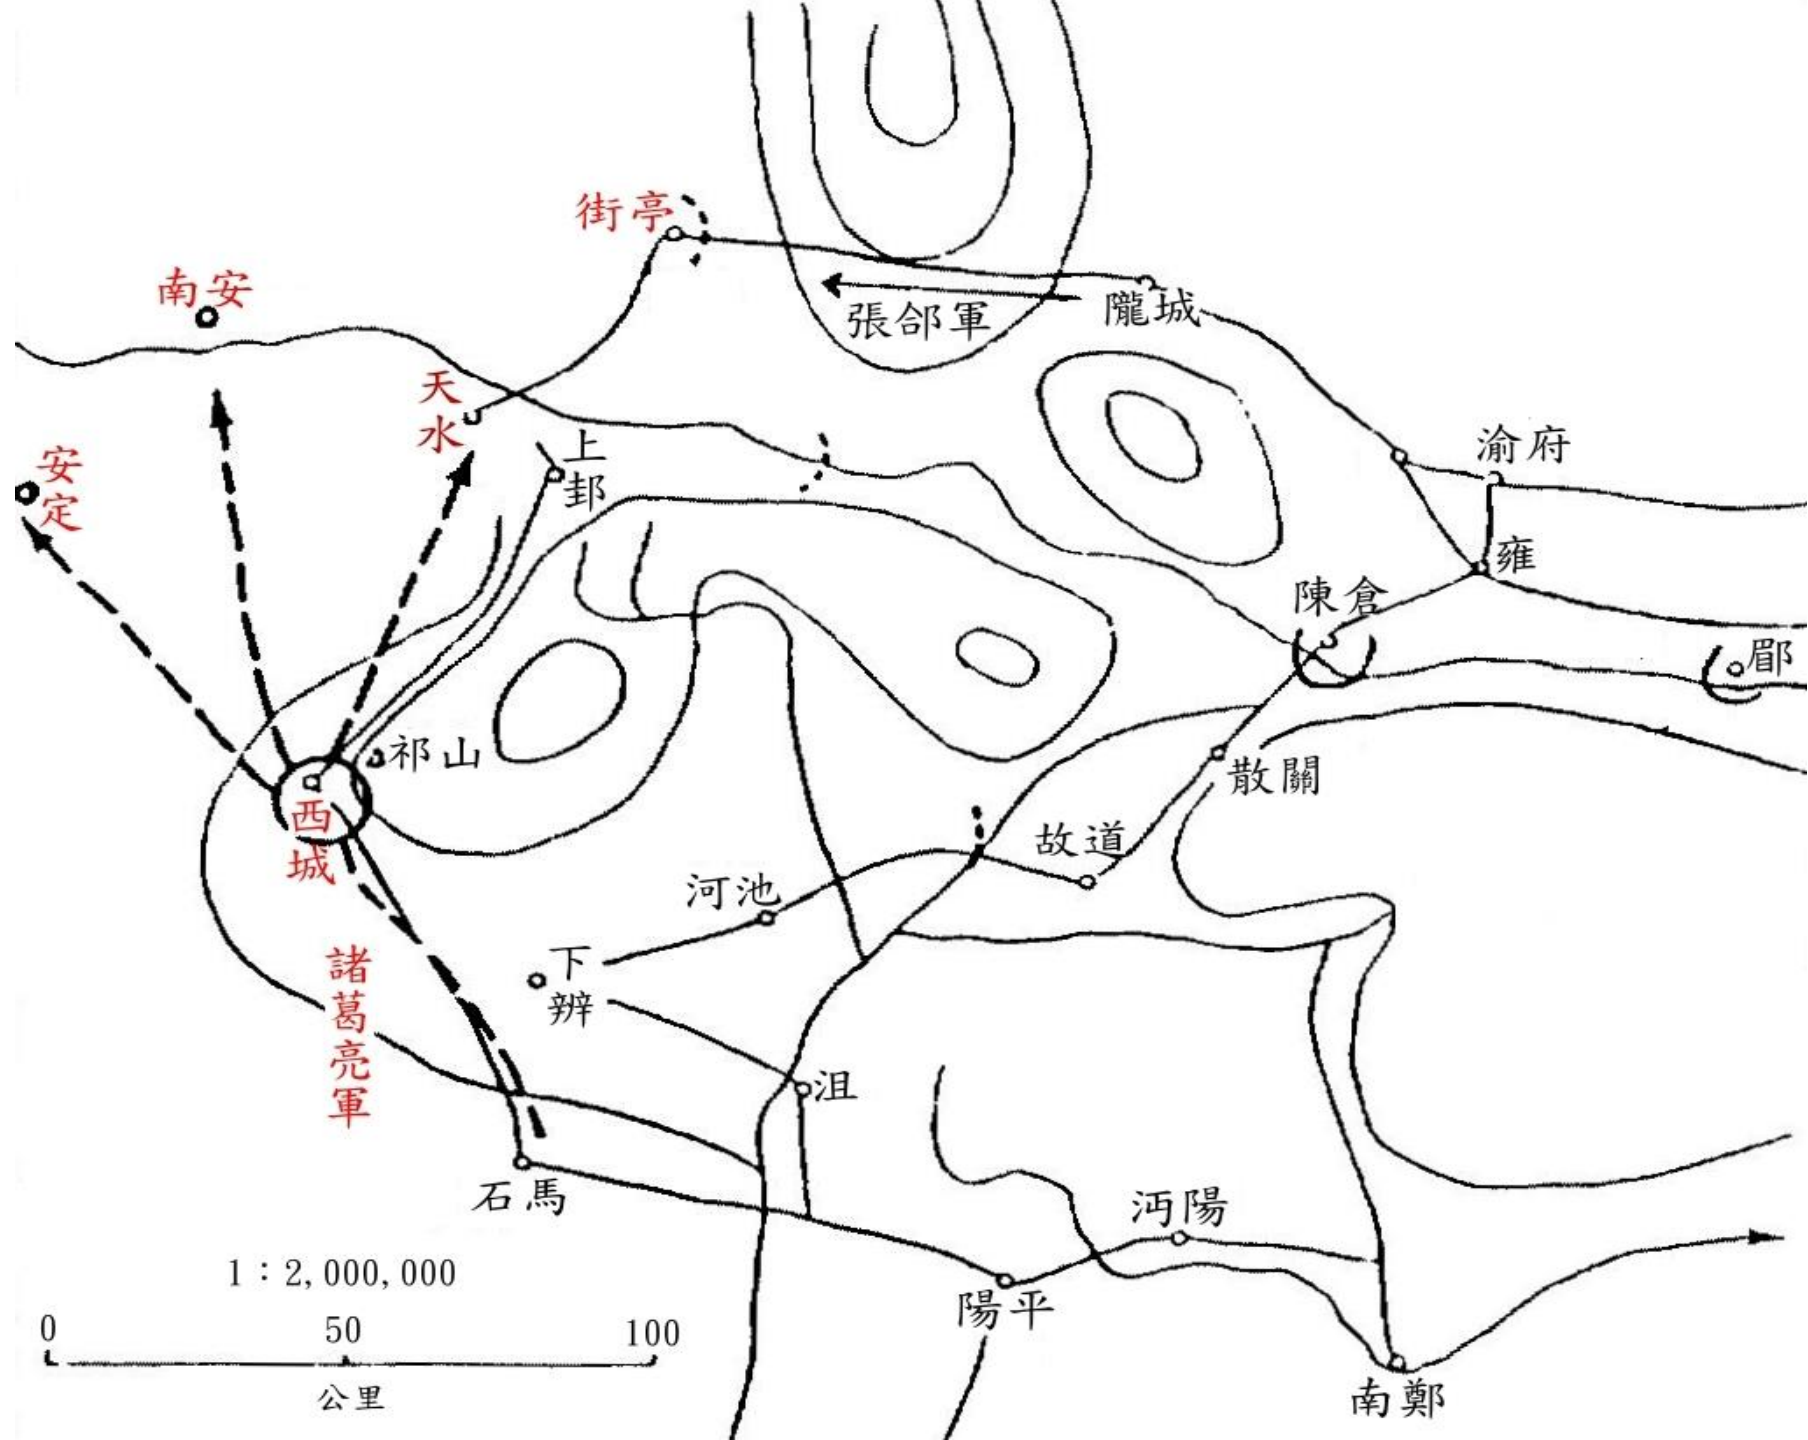 街亭
南安
隴城
張郃軍
天水
上邽
渝府
安定
雍
陳倉
郿
祁山
散關
西城
故道
河池
諸葛亮軍
下辨
沮
石馬
沔陽
1：2,000,000
陽平
0 50 100
公里
南鄭